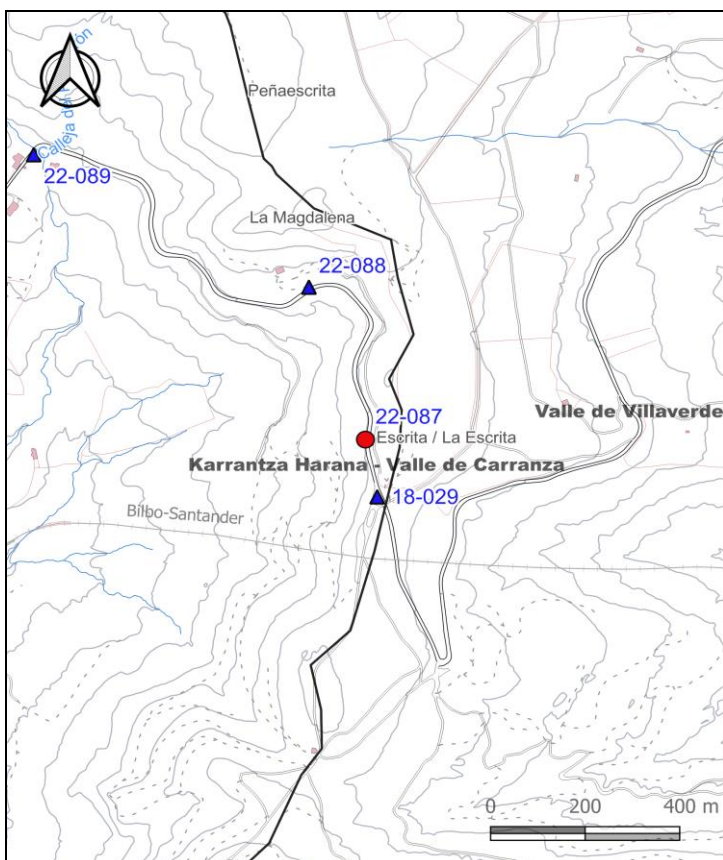 Peñaescrita
Calleja del
22-089
La Magdalena
22-088
22-087
Valle de Villaverde
Escrita / La Escrita
Karrantza Harana - Valle de Carranza
18-029
Bilbo-Santander
0 200 400 m